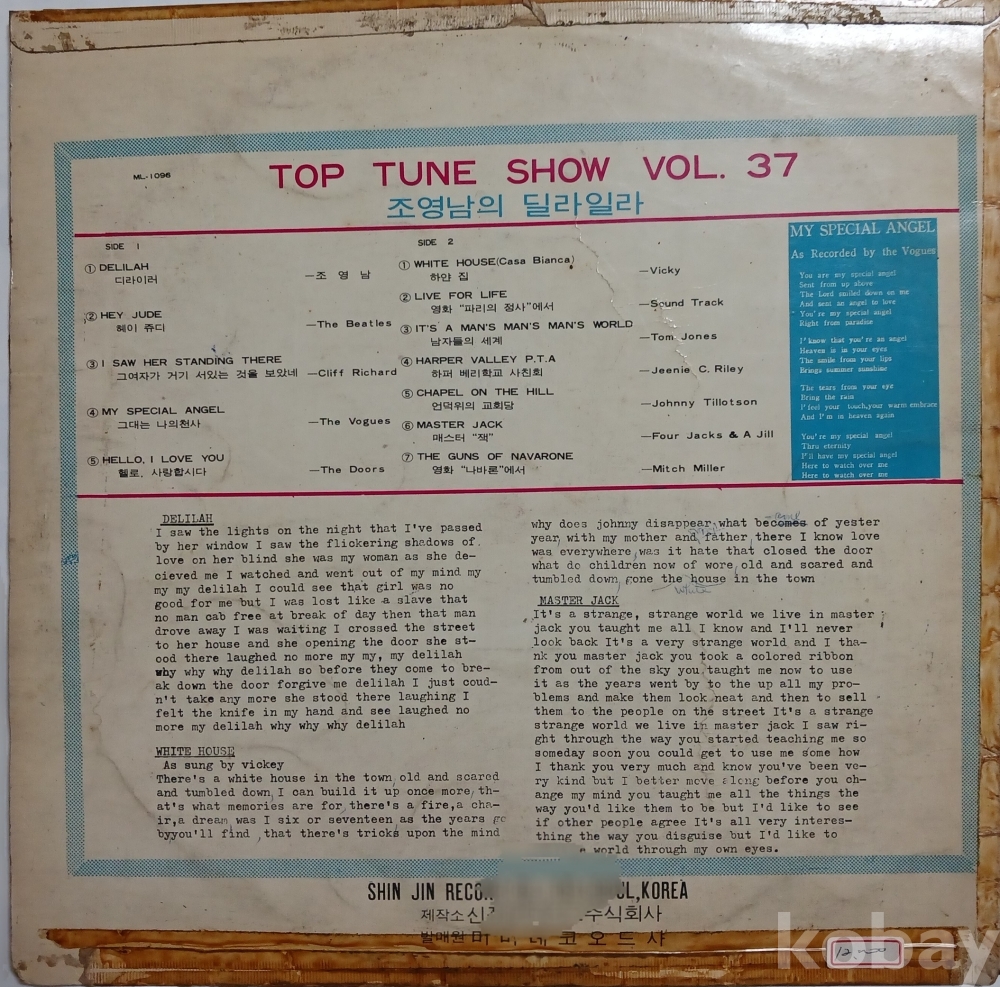 ML-1096
TOP TUNE SHOW VOL. 37
조영남의 딜라일라
SIDE 1
① DELILAH
디라이러
—조 영 남
② HEY JUDE
헤이 쥬디
—The Beatles
③ I SAW HER STANDING THERE
그여자가 거기 서있는 것을 보았네
—Cliff Richard
④ MY SPECIAL ANGEL
그대는 나의천사
—The Vogues
⑤ HELLO, I LOVE YOU
헬로, 사랑합시다
—The Doors
SIDE 2
① WHITE HOUSE(Casa Bianca)
하얀 집
—Vicky
② LIVE FOR LIFE
영화 "파리의 정사"에서
—Sound Track
③ IT'S A MAN'S MAN'S MAN'S WORLD
남자들의 세계
—Tom Jones
④ HARPER VALLEY P.T.A
하퍼 베리학교 사친회
—Jeenie C. Riley
⑤ CHAPEL ON THE HILL
언덕위의 교회당
—Johnny Tillotson
⑥ MASTER JACK
매스터 "잭"
—Four Jacks & A Jill
⑦ THE GUNS OF NAVARONE
영화 "나바론"에서
—Mitch Miller
MY SPECIAL ANGEL
As Recorded by the Vogues
You are my special angel
Sent from up above
The Lord smiled down on me
And sent an angel to love
You're my special angel
Right from paradise
I'know that you're an angel
Heaven is in your eyes
The smile from your lips
Brings summer sunshine
The tears from your eye
Bring the rain
I'feel your touch,your warm embrace
And I'm in heaven again
You're my special angel
Thru eternity
I'll have my special angel
Here to watch over me
Here to watch over me
DELILAH
I saw the lights on the night that I've passed
by her window I saw the flickering shadows of
love on her blind she was my woman as she de-
cieved me I watched and went out of my mind my
my my delilah I could see that girl was no
good for me but I was lost like a slave that
no man cab free at break of day then that man
drove away I was waiting I crossed the street
to her house and she opening the door she st-
ood there laughed no more my my, my delilah
why why why delilah so before they come to bre-
ak down the door forgive me delilah I just coud-
n't take any more she stood there laughing I
felt the knife in my hand and see laughed no
more my delilah why why why delilah
WHITE HOUSE
As sung by vickey
There's a white house in the town,old and scared
and tumbled down,I can build it up once more,th-
at's what memories are for there's a fire,a cha-
ir,a dream was I six or seventeen as the years go
byyou'll find ,that there's tricks upon the mind
why does johnny disappear,what becomes of yester
year,with my mother and father,there I know love
was everywhere,was it hate that closed the door
what do children now of wore,old and scared and
tumbled down,gone the house in the town
white
MASTER JACK
It's a strange, strange world we live in master
jack you taught me all I know and I'll never
look back It's a very strange world and I tha-
nk you master jack you took a colored ribbon
from out of the sky you taught me now to use
it as the years went by to the up all my pro-
blems and make them look neat and then to sell
them to the people on the street It's a strange
strange world we live in master jack I saw ri-
ght through the way you started teaching me so
someday soon you could get to use me some how
I thank you very much and know you've been ve-
ry kind but I better move along before you ch-
ange my mind you taught me all the things the
way you'd like them to be but I'd like to see
if other people agree It's all very interes-
thing the way you disguise but I'd like to
world through my own eyes.
SHIN JIN KOREA
제작소 신 주식회사
발매원 코오드사
12,000
kobay